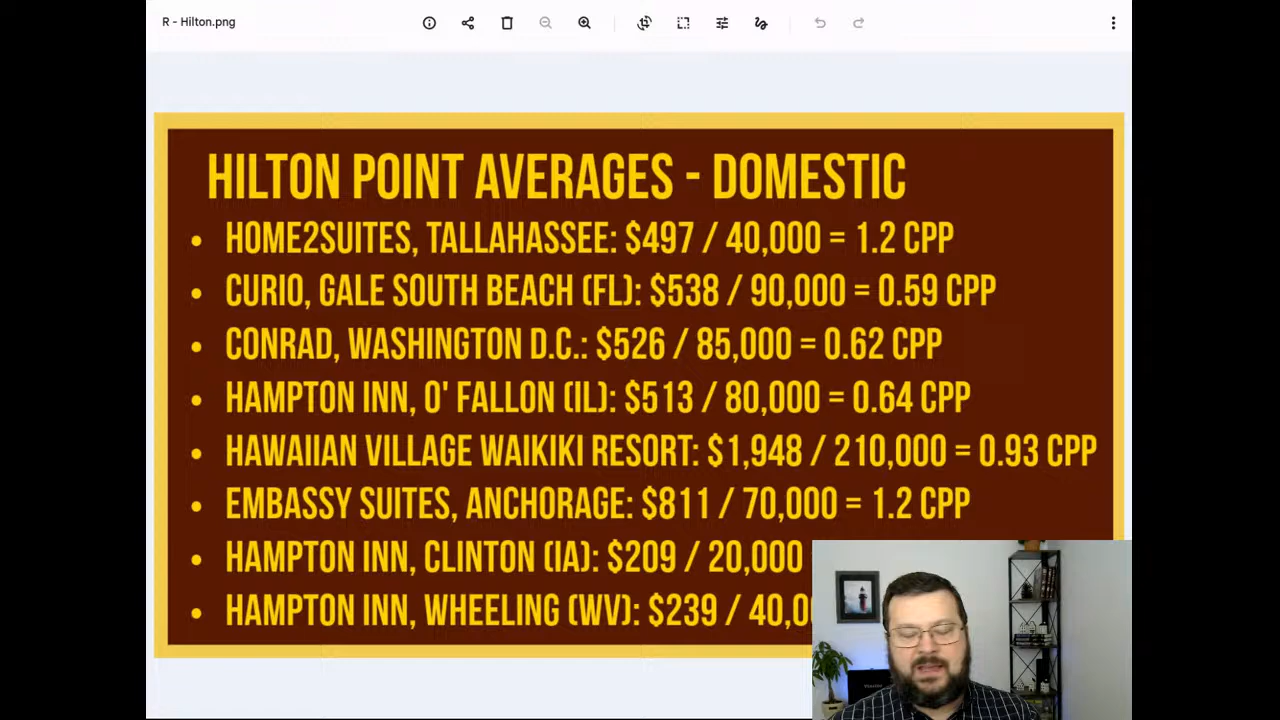 R - Hilton.png
HILTON POINT AVERAGES - DOMESTIC
• HOME2SUITES, TALLAHASSEE: $497 / 40,000 = 1.2 CPP
• CURIO, GALE SOUTH BEACH (FL): $538 / 90,000 = 0.59 CPP
• CONRAD, WASHINGTON D.C.: $526 / 85,000 = 0.62 CPP
• HAMPTON INN, O' FALLON (IL): $513 / 80,000 = 0.64 CPP
• HAWAIIAN VILLAGE WAIKIKI RESORT: $1,948 / 210,000 = 0.93 CPP
• EMBASSY SUITES, ANCHORAGE: $811 / 70,000 = 1.2 CPP
• HAMPTON INN, CLINTON (IA): $209 / 20,000
• HAMPTON INN, WHEELING (WV): $239 /